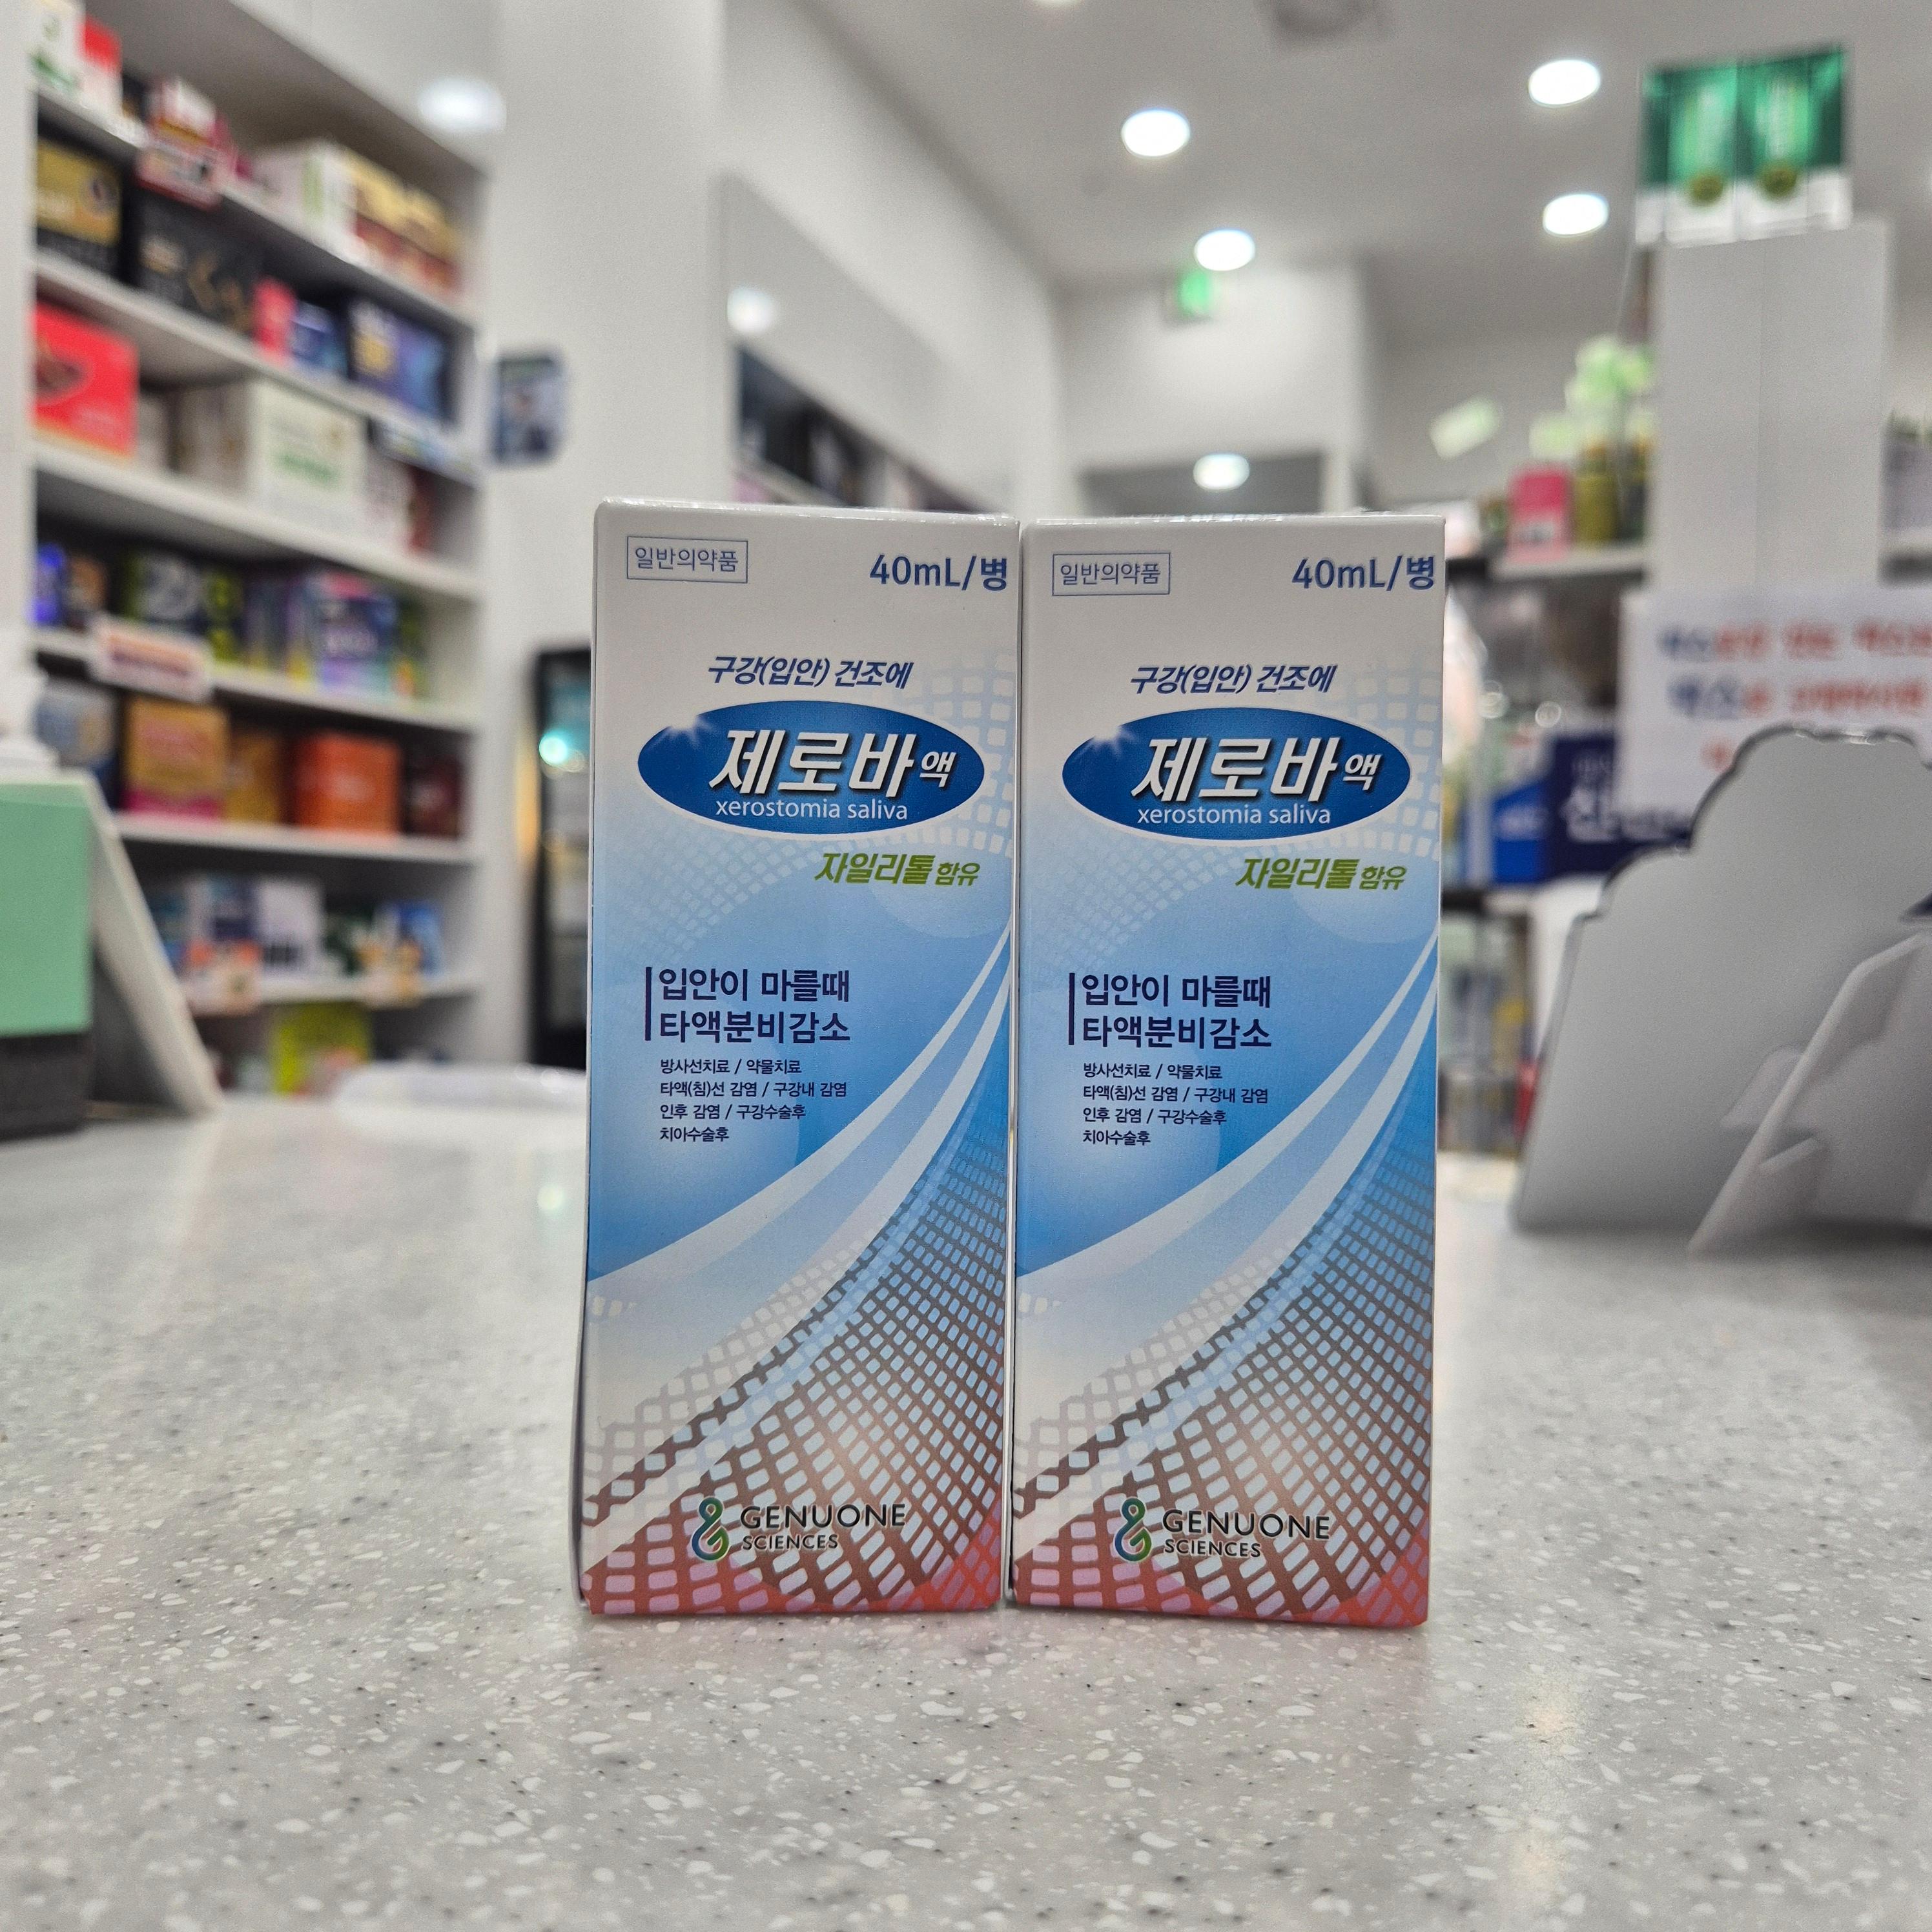 일반의약품
40mL/병
구강(입안) 건조에
제로바액
xerostomia saliva
자일리톨 함유
입안이 마를때
타액분비감소
방사선치료 / 약물치료
타액(침)선 감염 / 구강내 감염
인후 감염 / 구강수술후
치아수술후
GENUONE
SCIENCES
일반의약품
40mL/병
구강(입안) 건조에
제로바액
xerostomia saliva
자일리톨 함유
입안이 마를때
타액분비감소
방사선치료 / 약물치료
타액(침)선 감염 / 구강내 감염
인후 감염 / 구강수술후
치아수술후
GENUONE
SCIENCES